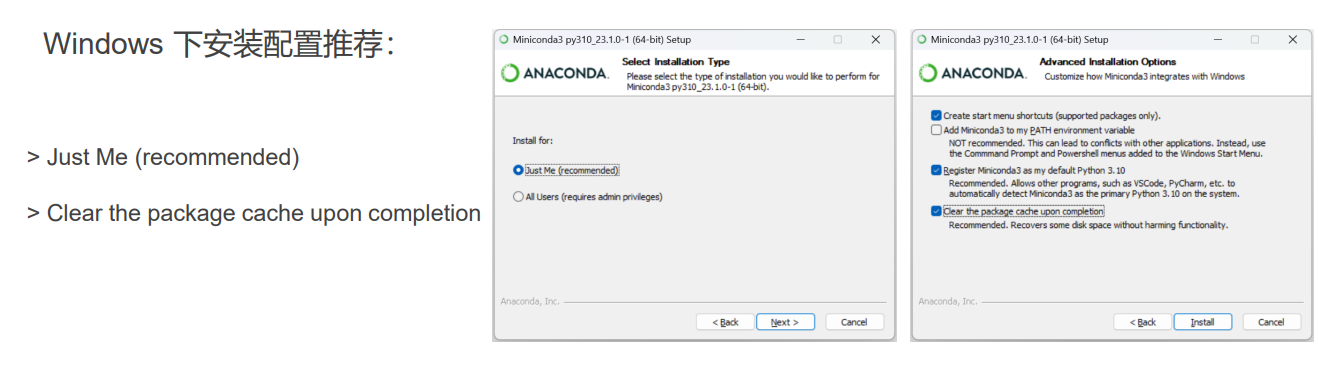 Windows 下安装配置推荐：
> Just Me (recommended)
> Clear the package cache upon completion
Miniconda3 py310_23.1.0-1 (64-bit) Setup
ANACONDA.
Select Installation Type
Please select the type of installation you would like to perform for
Miniconda3 py310_23.1.0-1 (64-bit).
Install for:
Just Me (recommended)
All Users (requires admin privileges)
Anaconda, Inc.
< Back
Next >
Cancel
Miniconda3 py310_23.1.0-1 (64-bit) Setup
ANACONDA.
Advanced Installation Options
Customize how Miniconda3 integrates with Windows
Create start menu shortcuts (supported packages only).
Add Miniconda3 to my PATH environment variable
NOT recommended. This can lead to conflicts with other applications. Instead, use
the Commmand Prompt and Powershell menus added to the Windows Start Menu.
Register Miniconda3 as my default Python 3.10
Recommended. Allows other programs, such as VSCode, PyCharm, etc. to
automatically detect Miniconda3 as the primary Python 3.10 on the system.
Clear the package cache upon completion
Recommended. Recovers some disk space without harming functionality.
Anaconda, Inc.
< Back
Install
Cancel